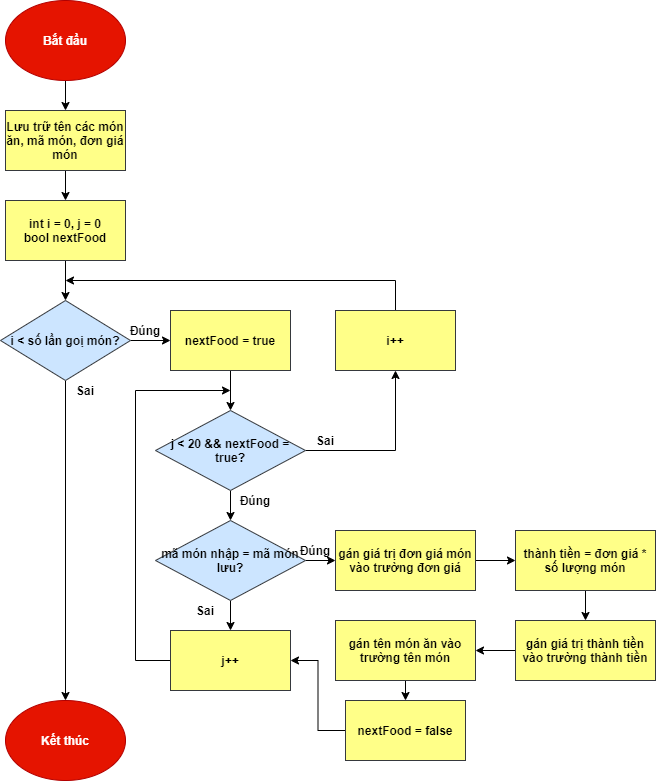 Bắt đầu
Lưu trữ tên các món
ăn, mã món, đơn giá
món
int i = 0, j = 0
bool nextFood
i < số lần gọị món?
Đúng
nextFood = true
i++
Sai
j < 20 && nextFood =
true?
Sai
Đúng
mã món nhập = mã món
lưu?
Đúng
gán giá trị đơn giá món
vào trường đơn giá
thành tiền = đơn giá *
số lượng món
Sai
j++
gán tên món ăn vào
trường tên món
gán giá trị thành tiền
vào trường thành tiền
nextFood = false
Kết thúc